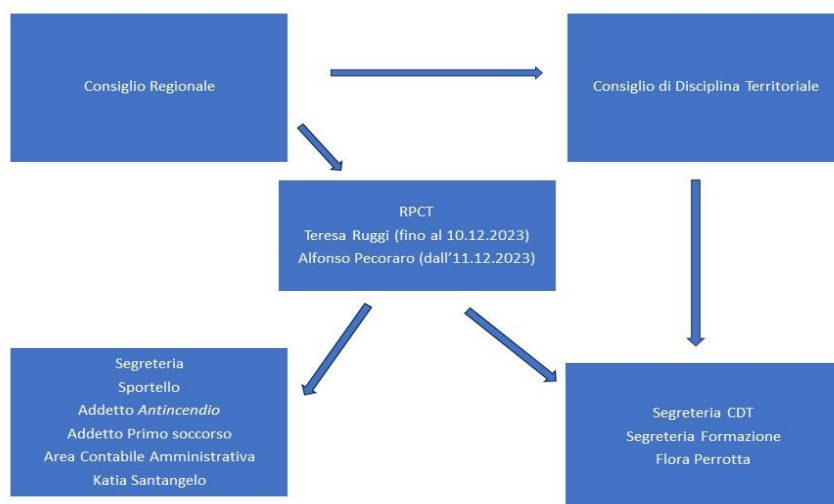 Consiglio Regionale
Consiglio di Disciplina Territoriale
RPCT
Teresa Ruggi (fino al 10.12.2023)
Alfonso Pecoraro (dall'11.12.2023)
Segreteria
Sportello
Addetto Antincendio
Addetto Primo soccorso
Area Contabile Amministrativa
Katia Santangelo
Segreteria CDT
Segreteria Formazione
Flora Perrotta